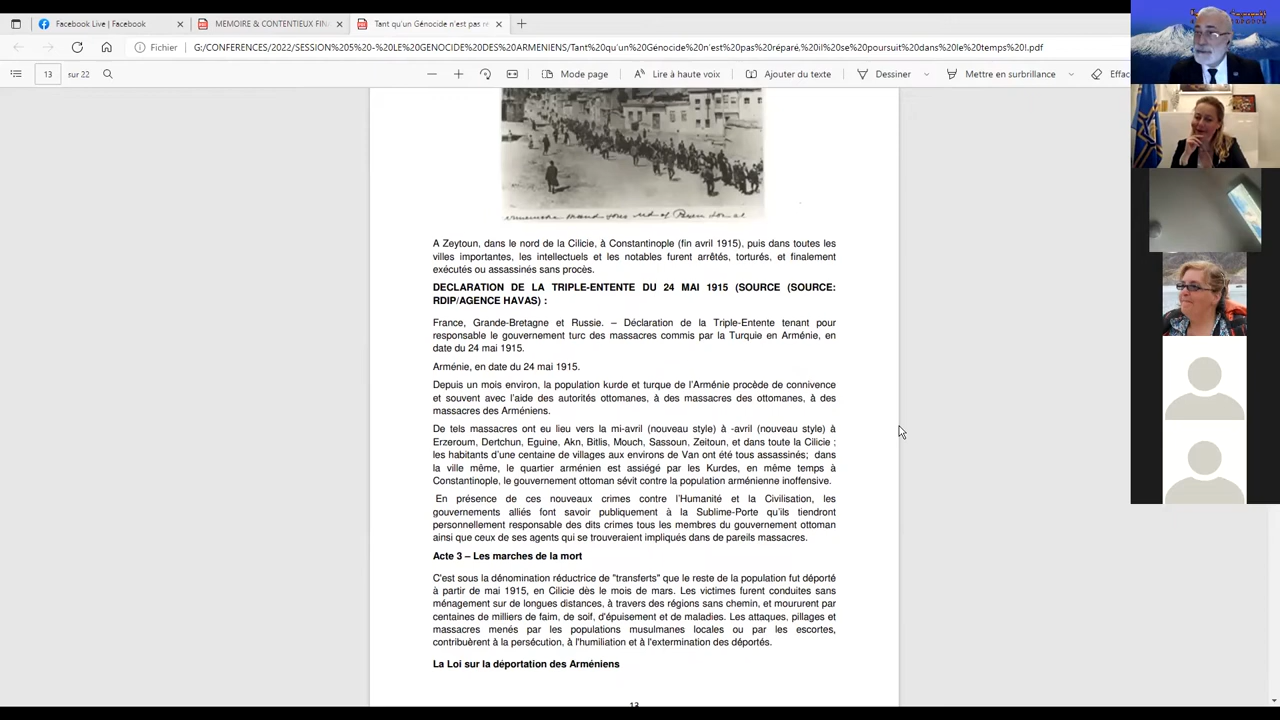 Facebook Live | Facebook
MEMOIRE & CONTENTIEUX FIN
Tant qu'un Génocide n'est pas ré
Fichier
G:/CONFERENCES/2022/SESSION%205%20-%20LE%20GENOCIDE%20DES%20ARMENIENS/Tant%20qu'un%20Génocide%20n'est%20pas%20réparé,%20il%20se%20poursuit%20dans%20le%20temps%20I.pdf
13 sur 22
Mode page
Lire à haute voix
Ajouter du texte
Dessiner
Mettre en surbrillance
Effac
A Zeytoun, dans le nord de la Cilicie, à Constantinople (fin avril 1915), puis dans toutes les
villes importantes, les intellectuels et les notables furent arrêtés, torturés, et finalement
exécutés ou assassinés sans procès.
DECLARATION DE LA TRIPLE-ENTENTE DU 24 MAI 1915 (SOURCE (SOURCE:
RDIP/AGENCE HAVAS) :
France, Grande-Bretagne et Russie. – Déclaration de la Triple-Entente tenant pour
responsable le gouvernement turc des massacres commis par la Turquie en Arménie, en
date du 24 mai 1915.
Arménie, en date du 24 mai 1915.
Depuis un mois environ, la population kurde et turque de l'Arménie procède de connivence
et souvent avec l'aide des autorités ottomanes, à des massacres des ottomanes, à des
massacres des Arméniens.
De tels massacres ont eu lieu vers la mi-avril (nouveau style) à -avril (nouveau style) à
Erzeroum, Dertchun, Eguine, Akn, Bitlis, Mouch, Sassoun, Zeitoun, et dans toute la Cilicie ;
les habitants d'une centaine de villages aux environs de Van ont été tous assassinés; dans
la ville même, le quartier arménien est assiégé par les Kurdes, en même temps à
Constantinople, le gouvernement ottoman sévit contre la population arménienne inoffensive.
En présence de ces nouveaux crimes contre l'Humanité et la Civilisation, les
gouvernements alliés font savoir publiquement à la Sublime-Porte qu'ils tiendront
personnellement responsable des dits crimes tous les membres du gouvernement ottoman
ainsi que ceux de ses agents qui se trouveraient impliqués dans de pareils massacres.
Acte 3 – Les marches de la mort
C'est sous la dénomination réductrice de "transferts" que le reste de la population fut déporté
à partir de mai 1915, en Cilicie dès le mois de mars. Les victimes furent conduites sans
ménagement sur de longues distances, à travers des régions sans chemin, et moururent par
centaines de milliers de faim, de soif, d'épuisement et de maladies. Les attaques, pillages et
massacres menés par les populations musulmanes locales ou par les escortes,
contribuèrent à la persécution, à l'humiliation et à l'extermination des déportés.
La Loi sur la déportation des Arméniens
13